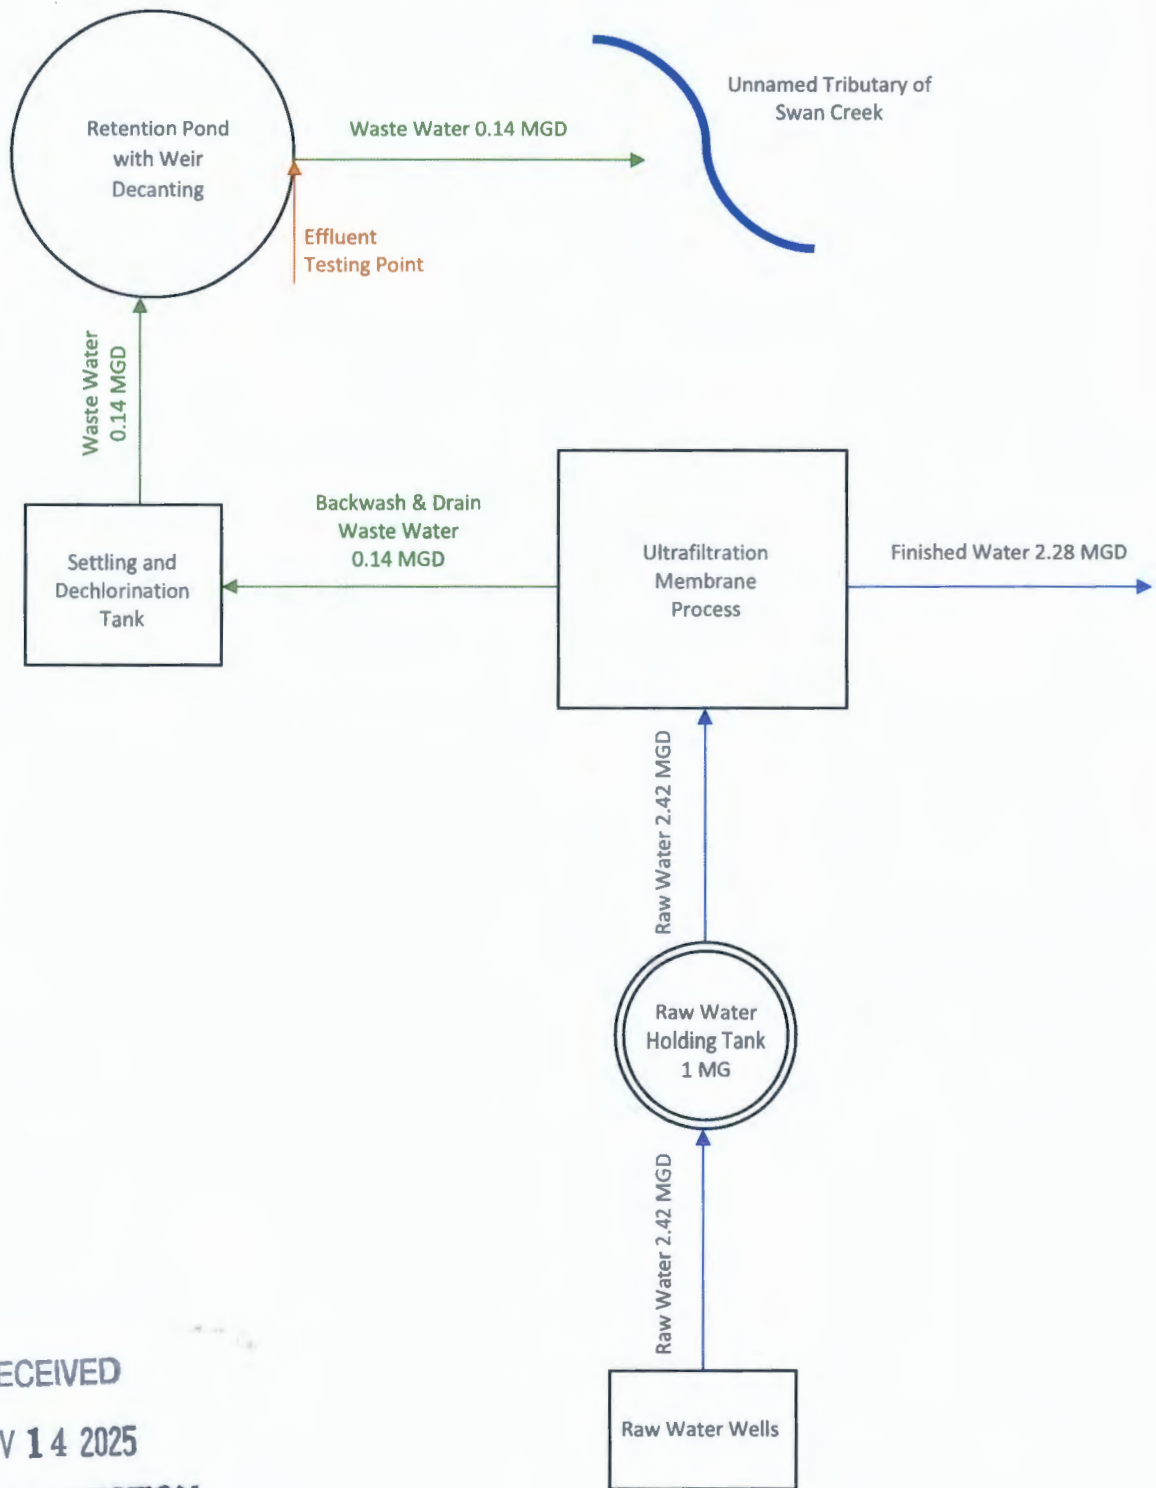 Retention Pond
with Weir
Decanting
Waste Water 0.14 MGD
Unnamed Tributary of
Swan Creek
Effluent
Testing Point
Waste Water
0.14 MGD
Settling and
Dechlorination
Tank
Backwash & Drain
Waste Water
0.14 MGD
Ultrafiltration
Membrane
Process
Finished Water 2.28 MGD
Raw Water 2.42 MGD
Raw Water
Holding Tank
1 MG
Raw Water 2.42 MGD
Raw Water Wells
ECEIVED
V 14 2025